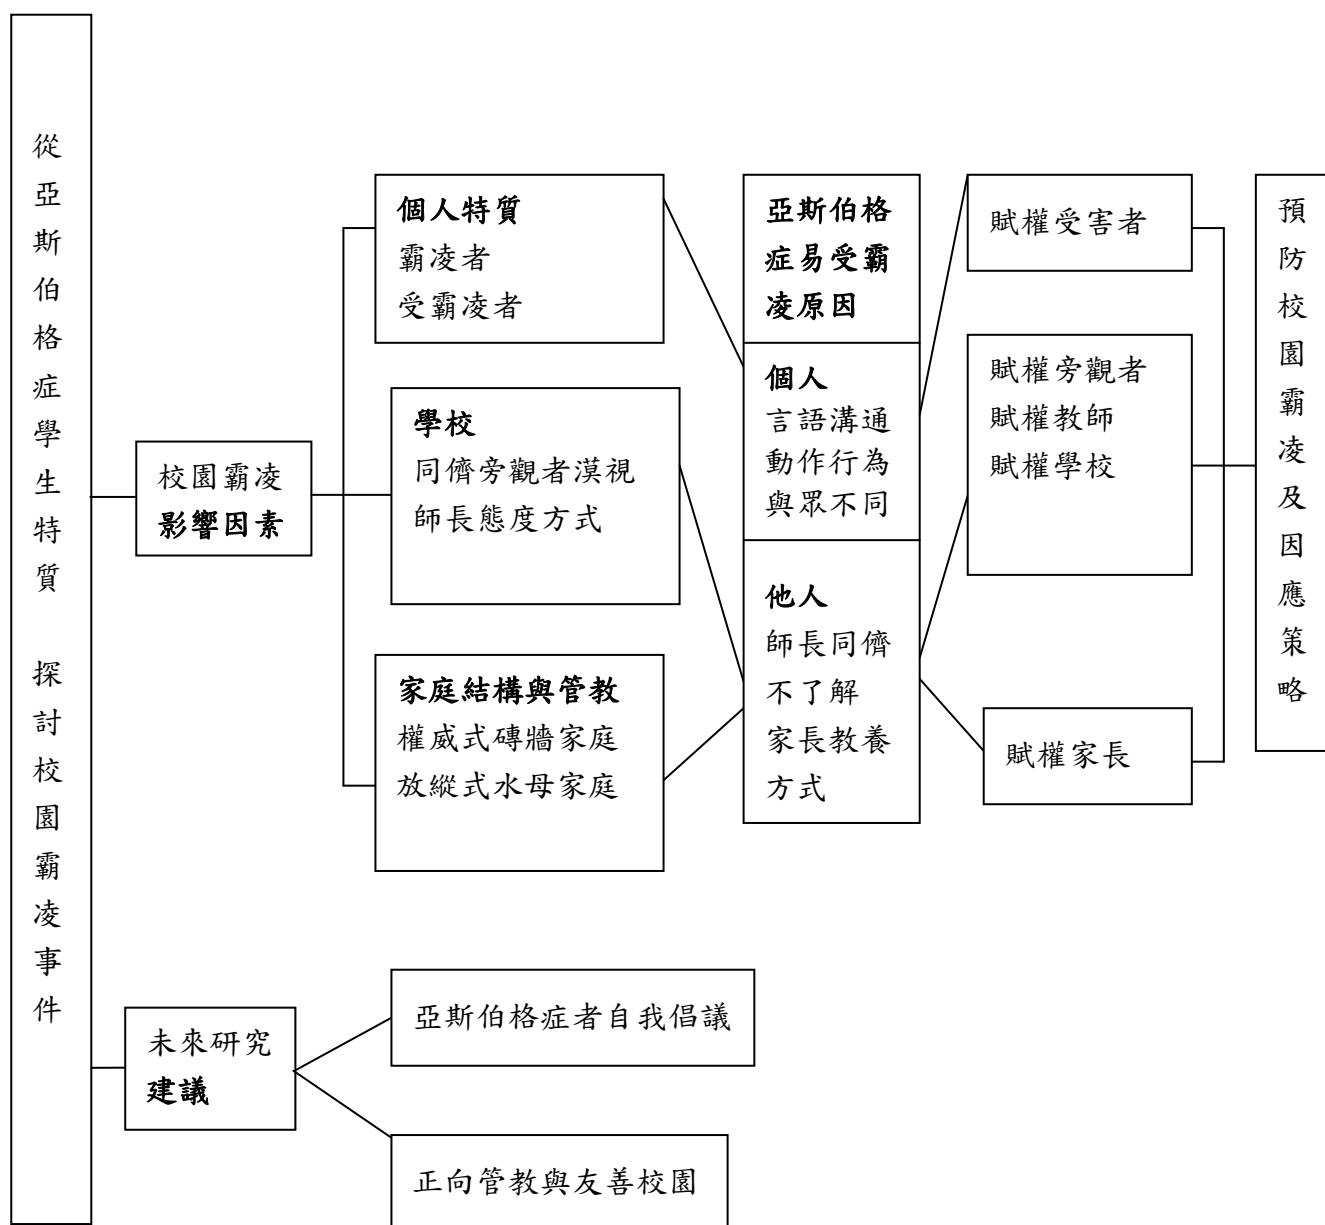 從亞斯伯格症學生特質 探討校園霸凌事件
校園霸凌
影響因素
個人特質
霸凌者
受霸凌者
學校
同儕旁觀者漠視
師長態度方式
家庭結構與管教
權威式磚牆家庭
放縱式水母家庭
亞斯伯格
症易受霸
凌原因
個人
言語溝通
動作行為
與眾不同
他人
師長同儕
不了解
家長教養
方式
賦權受害者
賦權旁觀者
賦權教師
賦權學校
賦權家長
預防校園霸凌及因應策略
未來研究
建議
亞斯伯格症者自我倡議
正向管教與友善校園